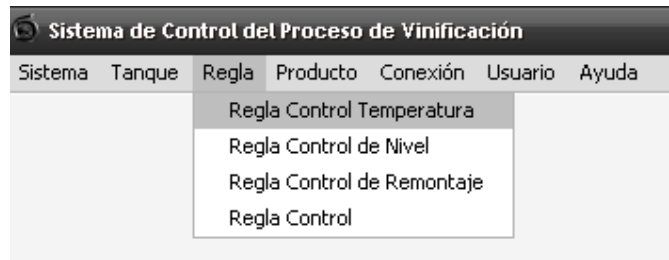 Sistema de Control del Proceso de Vinificación
Sistema Tanque Regla Producto Conexión Usuario Ayuda
Regla Control Temperatura
Regla Control de Nivel
Regla Control de Remontaje
Regla Control